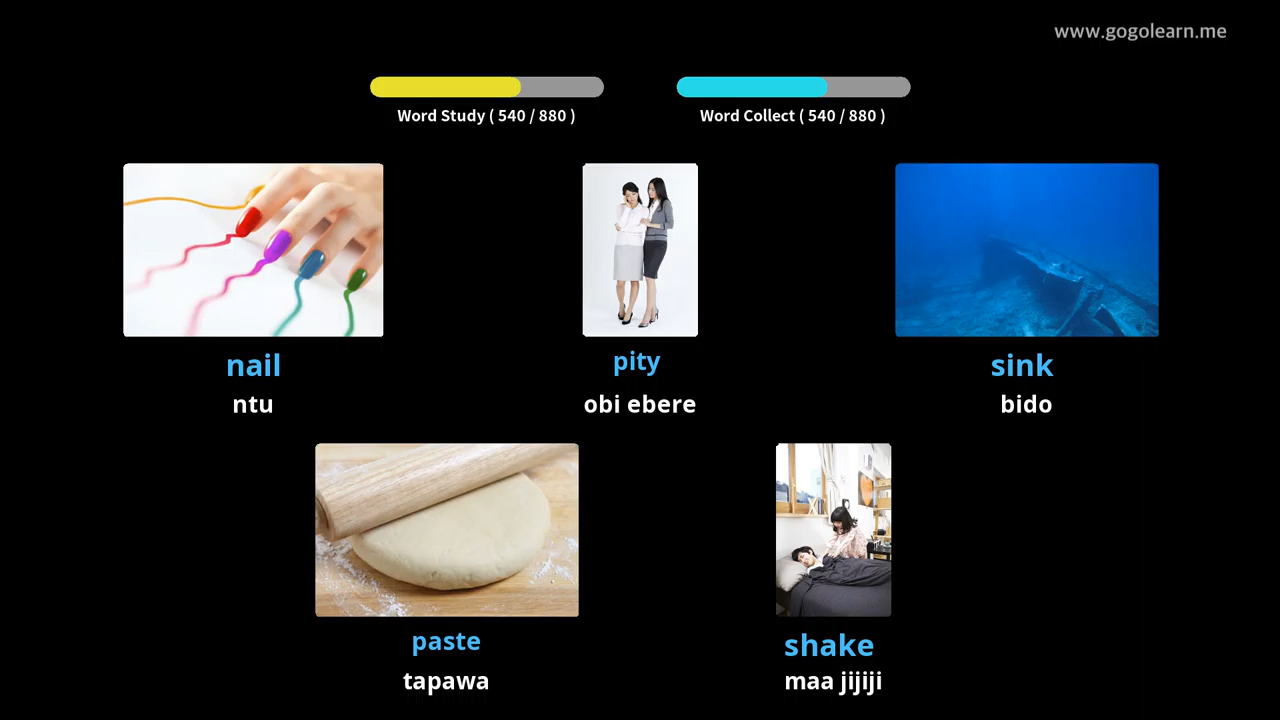 www.gogolearn.me
Word Study ( 540 / 880 )
Word Collect ( 540 / 880 )
nail
ntu
pity
obi ebere
sink
bido
paste
tapawa
shake
maa jijiji